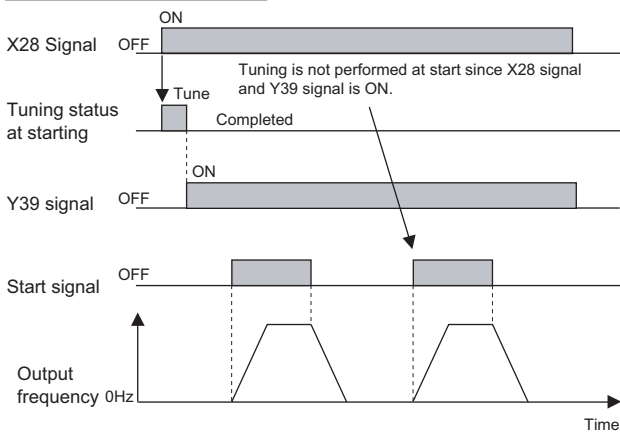 ON
X28 Signal OFF
Tuning is not performed at start since X28 signal
and Y39 signal is ON.
Tune
Tuning status
at starting
Completed
ON
Y39 signal OFF
OFF
Start signal
Output
frequency 0Hz
Time